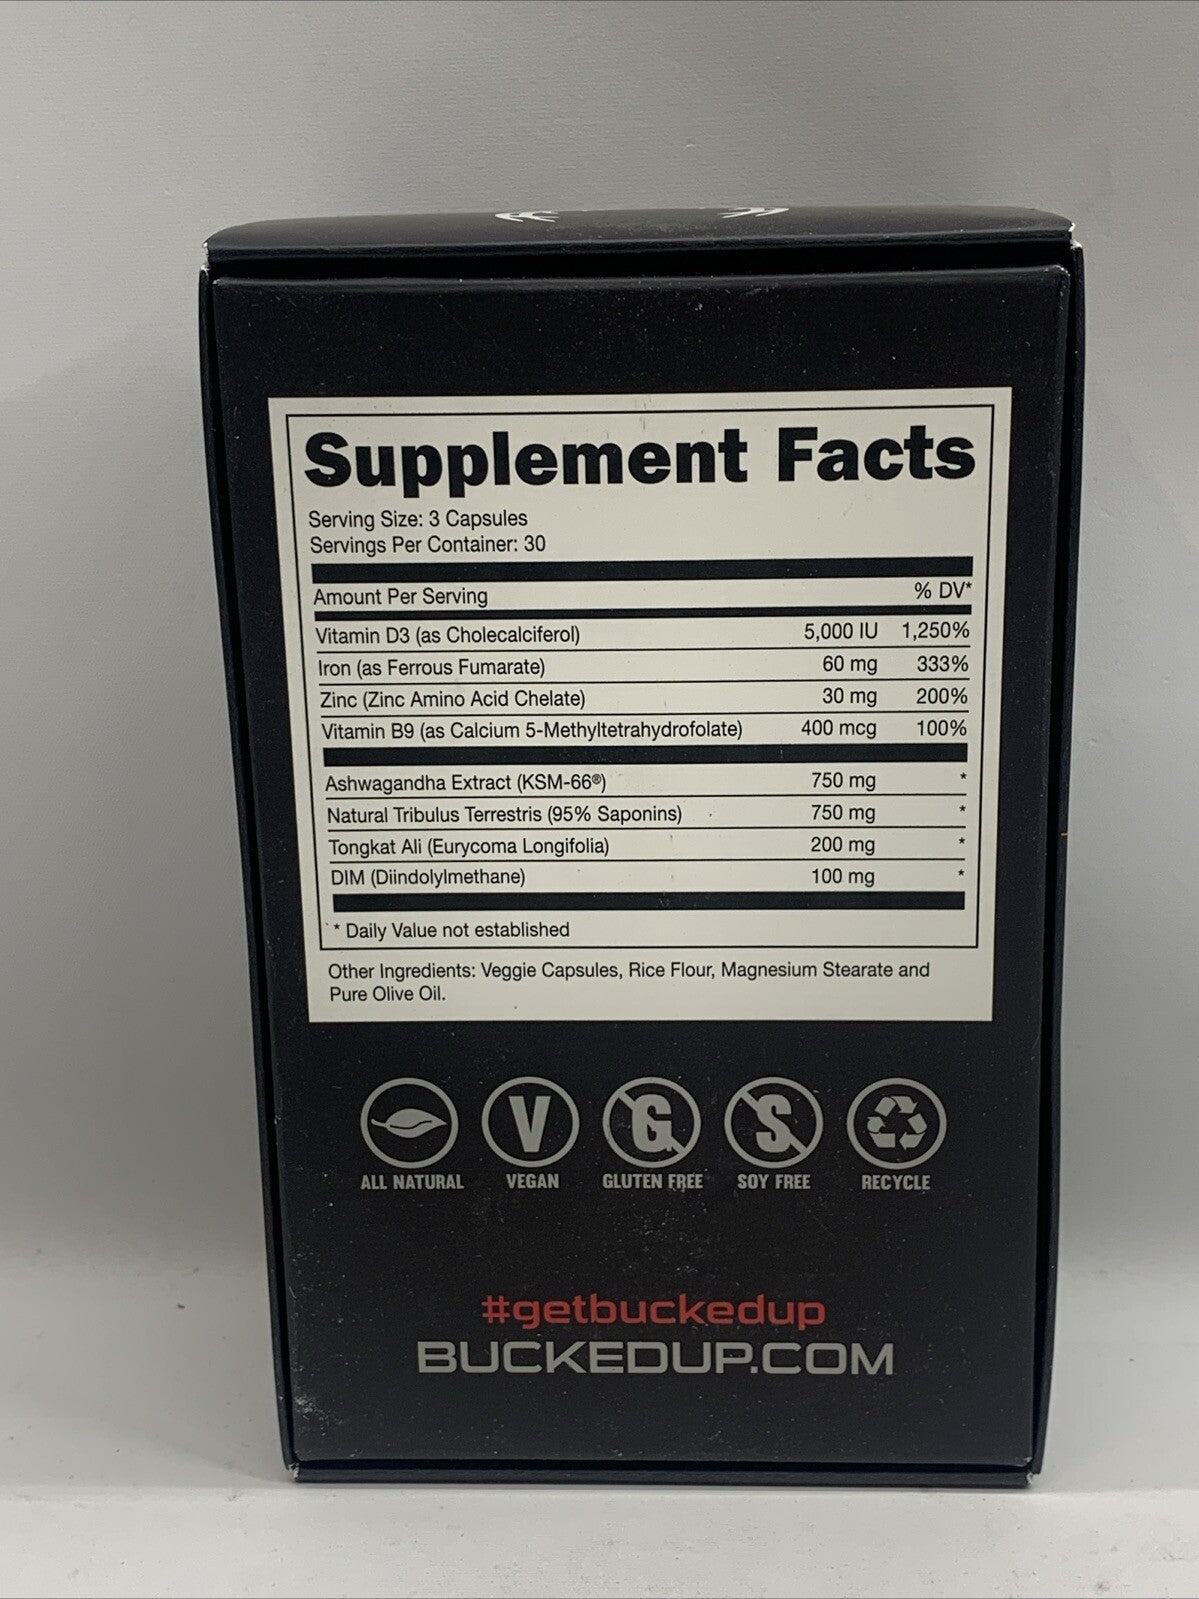 Supplement Facts
Serving Size: 3 Capsules
Servings Per Container: 30
Amount Per Serving % DV*
Vitamin D3 (as Cholecalciferol) 5,000 IU 1,250%
Iron (as Ferrous Fumarate) 60 mg 333%
Zinc (Zinc Amino Acid Chelate) 30 mg 200%
Vitamin B9 (as Calcium 5-Methyltetrahydrofolate) 400 mcg 100%
Ashwagandha Extract (KSM-66®) 750 mg *
Natural Tribulus Terrestris (95% Saponins) 750 mg *
Tongkat Ali (Eurycoma Longifolia) 200 mg *
DIM (Diindolylmethane) 100 mg *
* Daily Value not established
Other Ingredients: Veggie Capsules, Rice Flour, Magnesium Stearate and
Pure Olive Oil.
V G S
ALL NATURAL VEGAN GLUTEN FREE SOY FREE RECYCLE
#getbuckedup
BUCKEDUP.COM